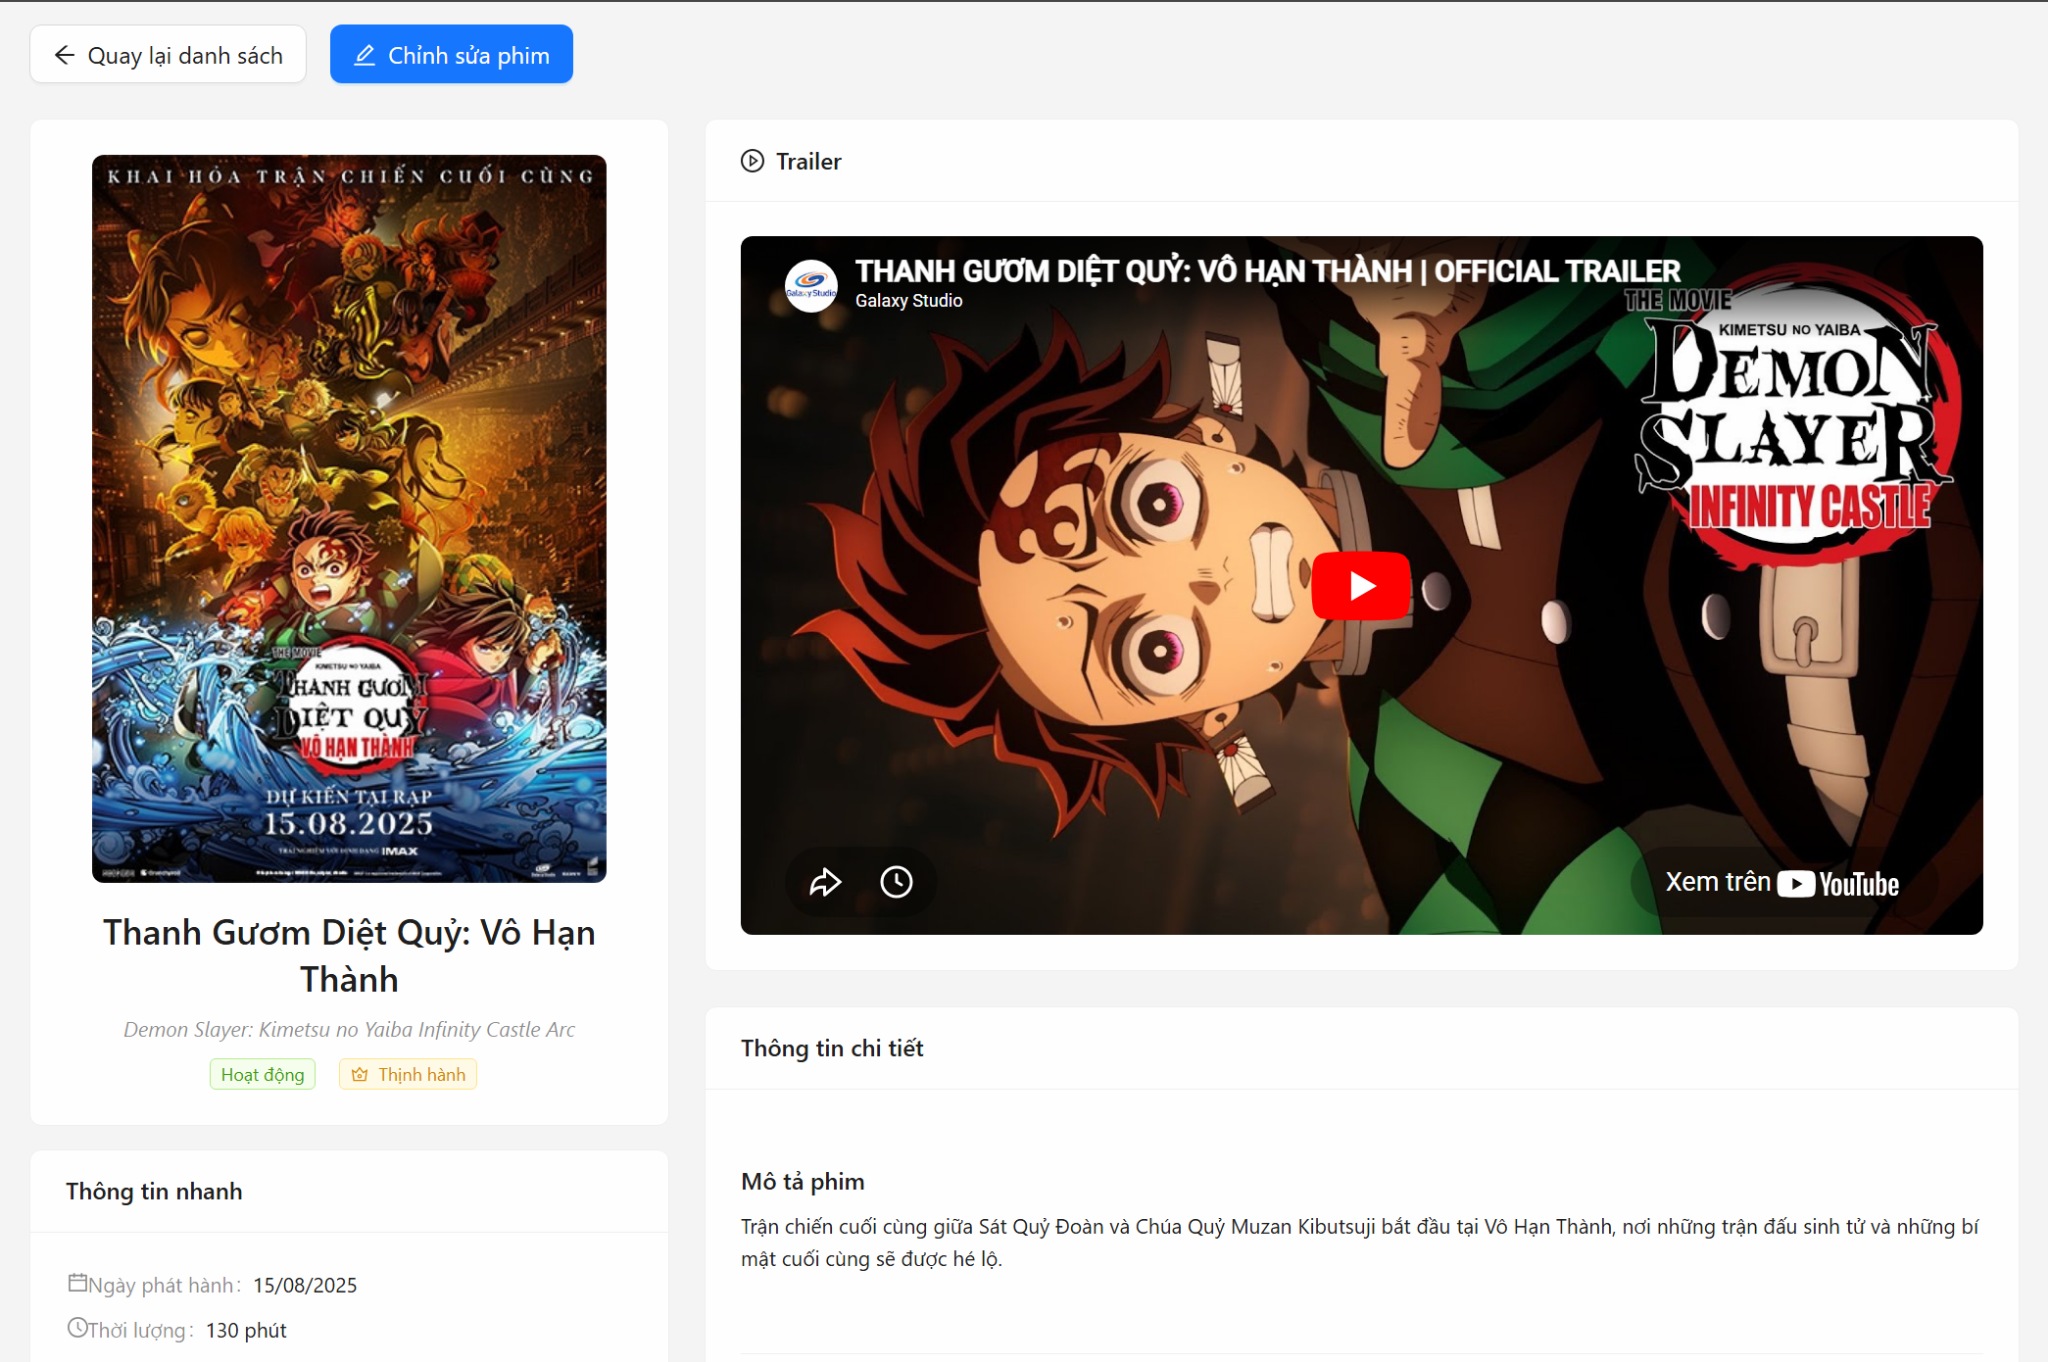 Quay lại danh sách
Chỉnh sửa phim
KHAI HỎA TRẬN CHIẾN CUỐI CÙNG
THE MOVIE
KIMETSU NO YAIBA
THANH GƯƠM
DIỆT QUỶ
VÔ HẠN THÀNH
DỰ KIẾN TẠI RẠP
15.08.2025
IMAX
Thanh Gươm Diệt Quỷ: Vô Hạn
Thành
Demon Slayer: Kimetsu no Yaiba Infinity Castle Arc
Hoạt động
Thịnh hành
Thông tin nhanh
Ngày phát hành: 15/08/2025
Thời lượng: 130 phút
Trailer
THANH GƯƠM DIỆT QUỶ: VÔ HẠN THÀNH | OFFICIAL TRAILER
Galaxy Studio
Galaxy Studio
THE MOVIE
KIMETSU NO YAIBA
DEMON
SLAYER
INFINITY CASTLE
Xem trên YouTube
Thông tin chi tiết
Mô tả phim
Trận chiến cuối cùng giữa Sát Quỷ Đoàn và Chúa Quỷ Muzan Kibutsuji bắt đầu tại Vô Hạn Thành, nơi những trận đấu sinh tử và những bí
mật cuối cùng sẽ được hé lộ.